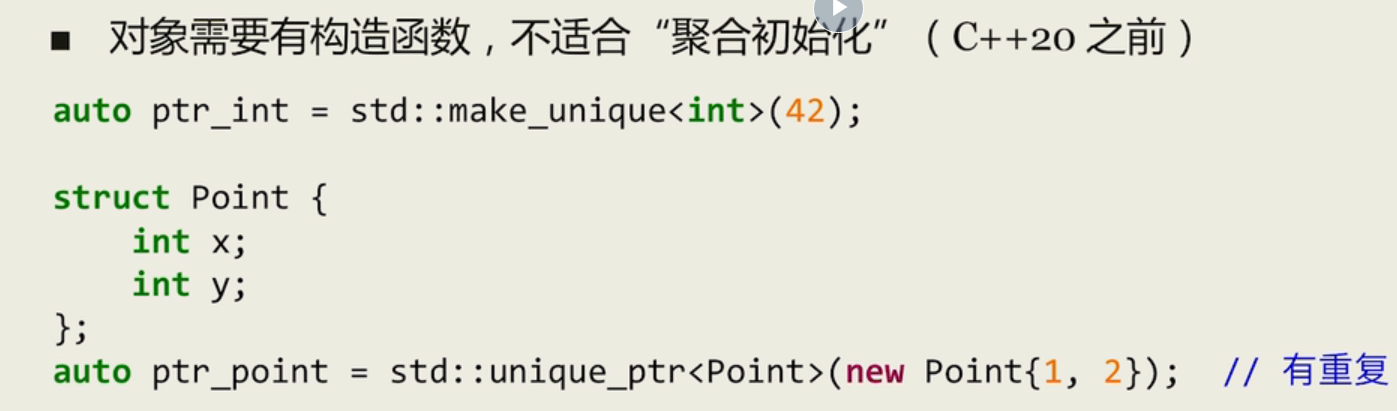 ■ 对象需要有构造函数，不适合“聚合初始化”（C++20 之前）
auto ptr_int = std::make_unique<int>(42);
struct Point {
    int x;
    int y;
};
auto ptr_point = std::unique_ptr<Point>(new Point{1, 2});  // 有重复